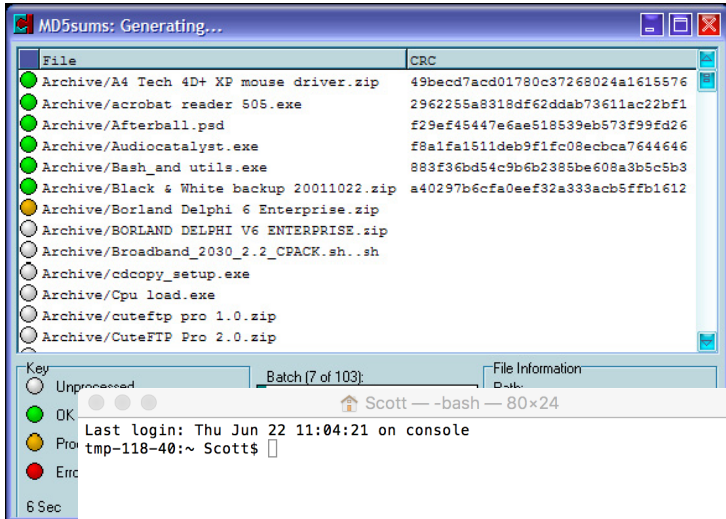 MD5sums: Generating...
File CRC
Archive/A4 Tech 4D+ XP mouse driver.zip 49becd7acd01780c37268024a1615576
Archive/acrobat reader 505.exe 2962255a8318df62ddab73611ac22bf1
Archive/Afterball.psd f29ef45447e6ae518539eb573f99fd26
Archive/Audiocatalyst.exe f8a1fa1511deb9f1fc08ecbca7644646
Archive/Bash_and utils.exe 883f36bd54c9b6b2385be608a3b5c5b3
Archive/Black & White backup 20011022.zip a40297b6cfa0eef32a333acb5ffb1612
Archive/Borland Delphi 6 Enterprise.zip
Archive/BORLAND DELPHI V6 ENTERPRISE.zip
Archive/Broadband_2030_2.2_CPACK.sh..sh
Archive/cdcopy_setup.exe
Archive/Cpu load.exe
Archive/cuteftp pro 1.0.zip
Archive/CuteFTP Pro 2.0.zip
Key Batch (7 of 103): File Information
Unprocessed Path:
OK Scott — -bash — 80×24
Last login: Thu Jun 22 11:04:21 on console
tmp-118-40:~ Scott$
6 Sec